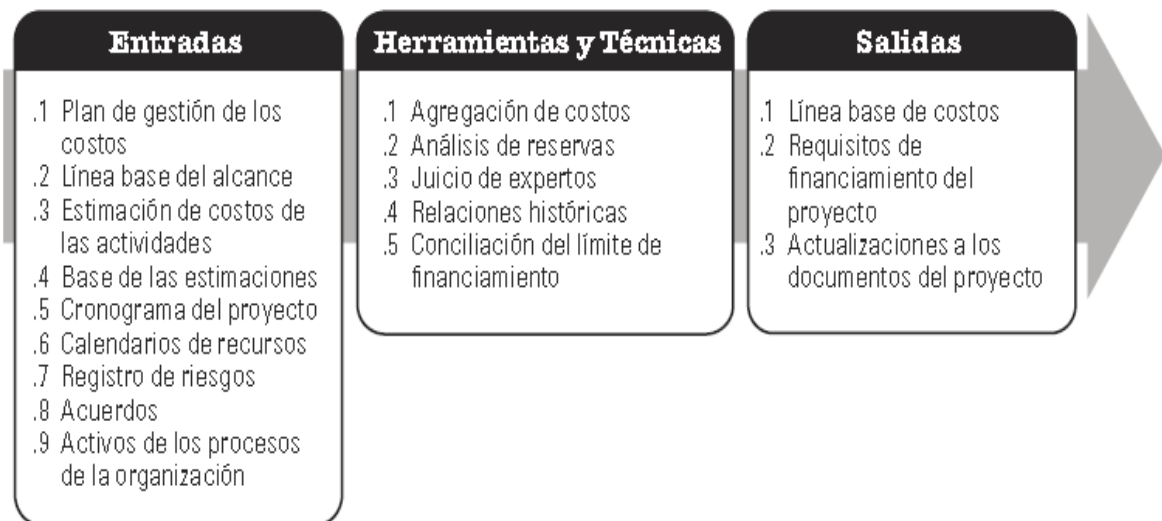 Entradas
.1 Plan de gestión de los
costos
.2 Línea base del alcance
.3 Estimación de costos de
las actividades
.4 Base de las estimaciones
.5 Cronograma del proyecto
.6 Calendarios de recursos
.7 Registro de riesgos
.8 Acuerdos
.9 Activos de los procesos
de la organización
Herramientas y Técnicas
.1 Agregación de costos
.2 Análisis de reservas
.3 Juicio de expertos
.4 Relaciones históricas
.5 Conciliación del límite de
financiamiento
Salidas
.1 Línea base de costos
.2 Requisitos de
financiamiento del
proyecto
.3 Actualizaciones a los
documentos del proyecto